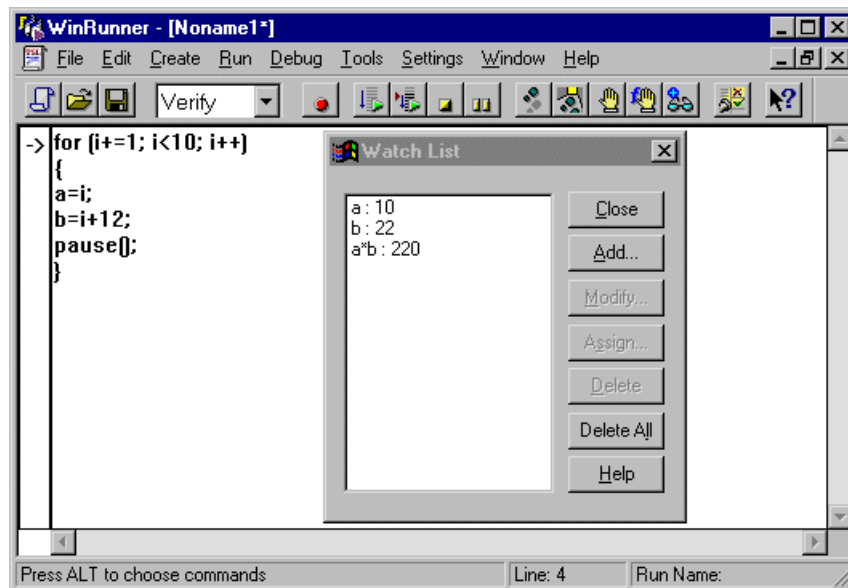 WinRunner - [Noname1*]
File Edit Create Run Debug Tools Settings Window Help
Verify
-> for (i+=1; i<10; i++)
{
a=i;
b=i+12;
pause();
}
Watch List
a : 10
b : 22
a*b : 220
Close
Add...
Modify...
Assign...
Delete
Delete All
Help
Press ALT to choose commands
Line: 4
Run Name: